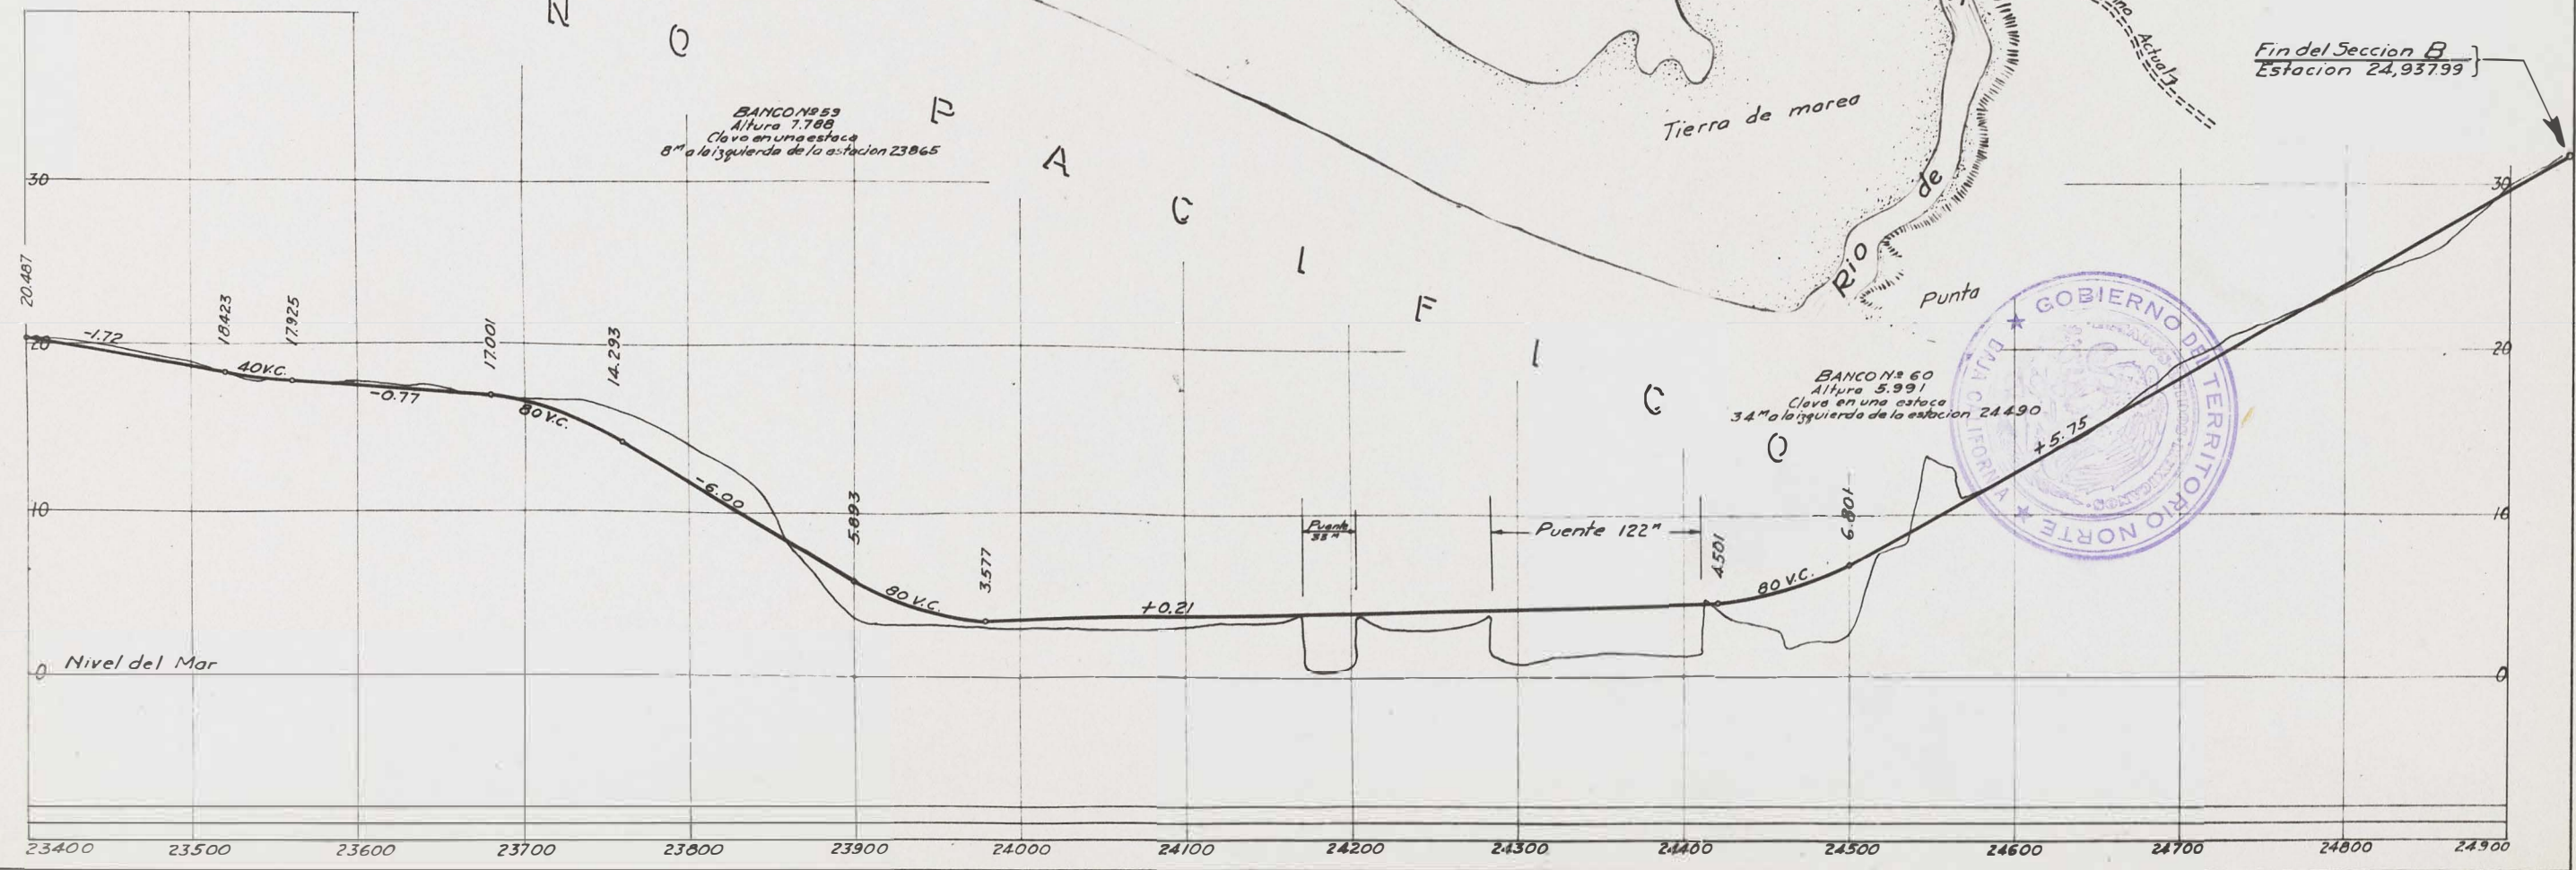 N O P A C I F I C O
BANCO Nº 59
Altura 7.788
Clavo en una estaca
8ᴹ a la izquierda de la estacion 23865
Tierra de marea
Rio de
Punta
Actual
Fin del Seccion B
Estacion 24,937.99
BANCO Nº 60
Altura 5.991
Clavo en una estaca
34ᴹ a la izquierda de la estacion 24490
GOBIERNO DEL TERRITORIO NORTE
BAJA CALIFORNIA
30
30
20
20
10
10
0
0
Nivel del Mar
20.487
18.423
17.925
17.001
14.293
5.893
3.577
4.501
6.801
-1.72
40 V.C.
-0.77
80 V.C.
-6.00
80 V.C.
+0.21
Puente
Puente 122ᴹ
80 V.C.
+5.75
23400 23500 23600 23700 23800 23900 24000 24100 24200 24300 24400 24500 24600 24700 24800 24900